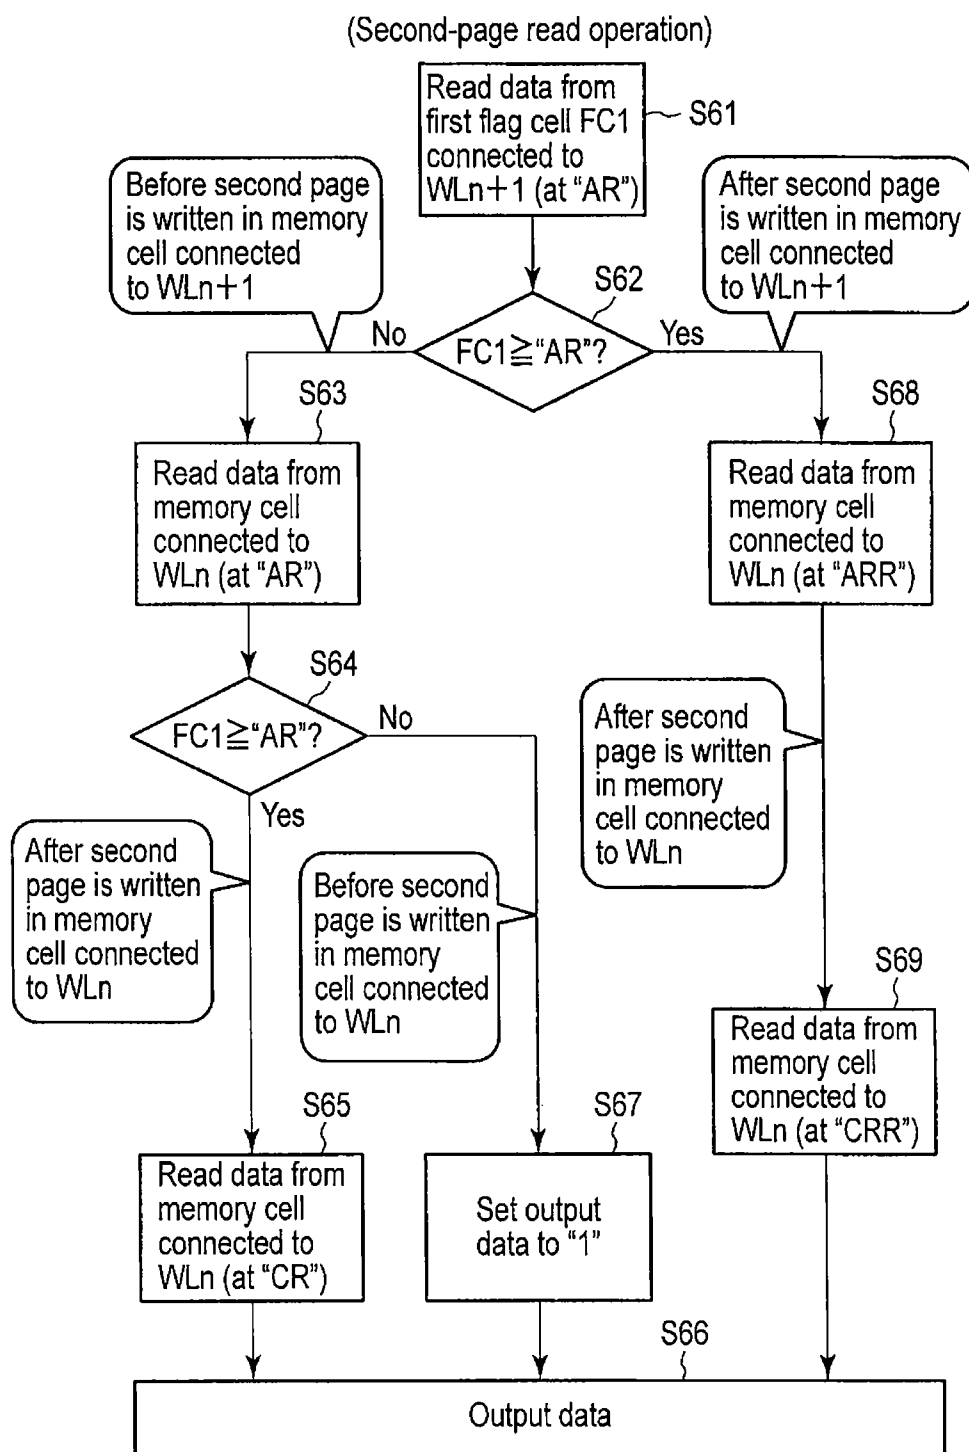 (Second-page read operation)
Read data from
first flag cell FC1
connected to
WLn+1 (at “AR”)
S61
Before second page
is written in memory
cell connected
to WLn+1
After second page
is written in memory
cell connected
to WLn+1
S62
No
FC1≧“AR”?
Yes
S63
Read data from
memory cell
connected to
WLn (at “AR”)
S68
Read data from
memory cell
connected to
WLn (at “ARR”)
S64
FC1≧“AR”?
No
Yes
After second
page is written
in memory
cell connected
to WLn
After second
page is written
in memory
cell connected
to WLn
Before second
page is written
in memory
cell connected
to WLn
S69
Read data from
memory cell
connected to
WLn (at “CRR”)
S65
Read data from
memory cell
connected to
WLn (at “CR”)
S67
Set output
data to “1”
S66
Output data